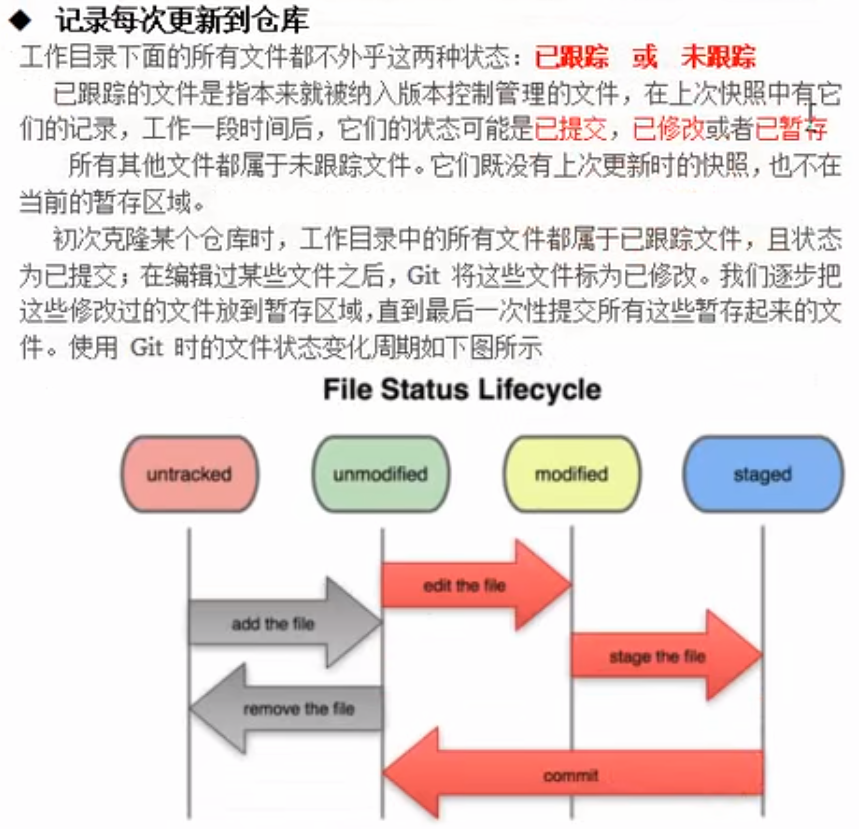 ◆ 记录每次更新到仓库
工作目录下面的所有文件都不外乎这两种状态：已跟踪 或 未跟踪
已跟踪的文件是指本来就被纳入版本控制管理的文件，在上次快照中有它
们的记录，工作一段时间后，它们的状态可能是已提交，已修改或者已暂存
所有其他文件都属于未跟踪文件。它们既没有上次更新时的快照，也不在
当前的暂存区域。
初次克隆某个仓库时，工作目录中的所有文件都属于已跟踪文件，且状态
为已提交；在编辑过某些文件之后，Git 将这些文件标为已修改。我们逐步把
这些修改过的文件放到暂存区域，直到最后一次性提交所有这些暂存起来的文
件。使用 Git 时的文件状态变化周期如下图所示
File Status Lifecycle
untracked
unmodified
modified
staged
edit the file
add the file
stage the file
remove the file
commit